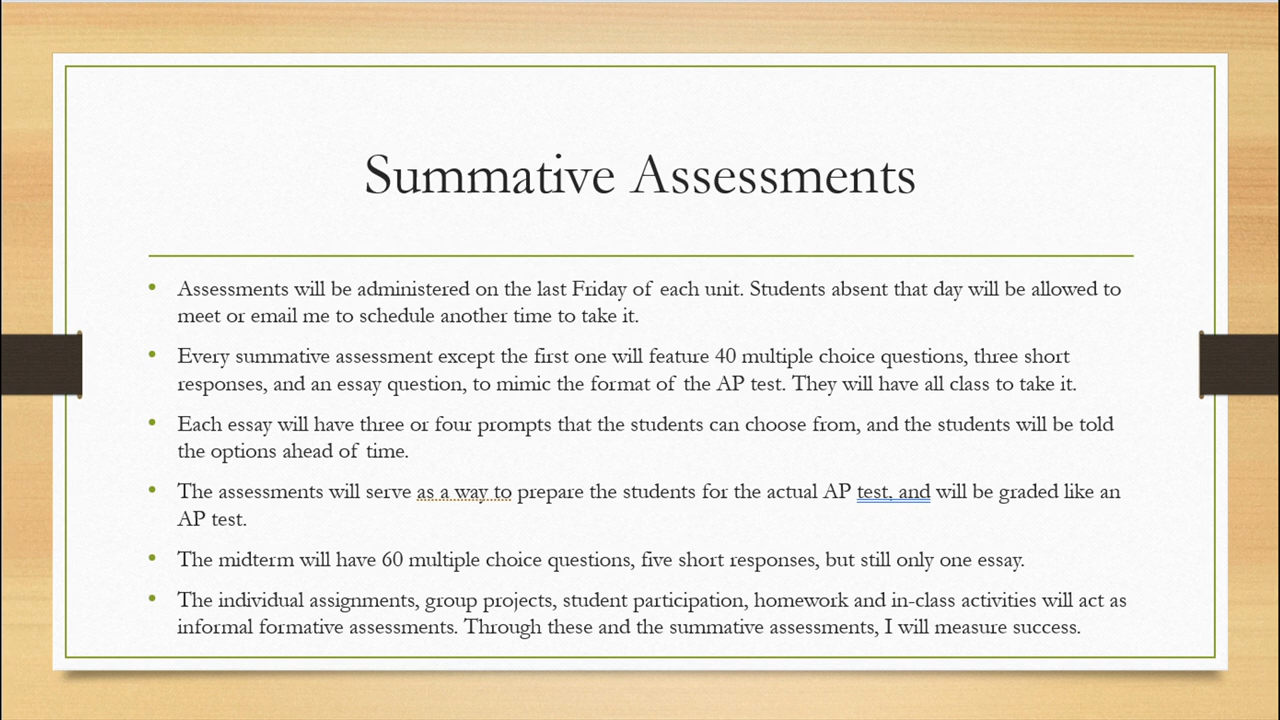 Summative Assessments
• Assessments will be administered on the last Friday of each unit. Students absent that day will be allowed to
meet or email me to schedule another time to take it.
• Every summative assessment except the first one will feature 40 multiple choice questions, three short
responses, and an essay question, to mimic the format of the AP test. They will have all class to take it.
• Each essay will have three or four prompts that the students can choose from, and the students will be told
the options ahead of time.
• The assessments will serve as a way to prepare the students for the actual AP test, and will be graded like an
AP test.
• The midterm will have 60 multiple choice questions, five short responses, but still only one essay.
• The individual assignments, group projects, student participation, homework and in-class activities will act as
informal formative assessments. Through these and the summative assessments, I will measure success.